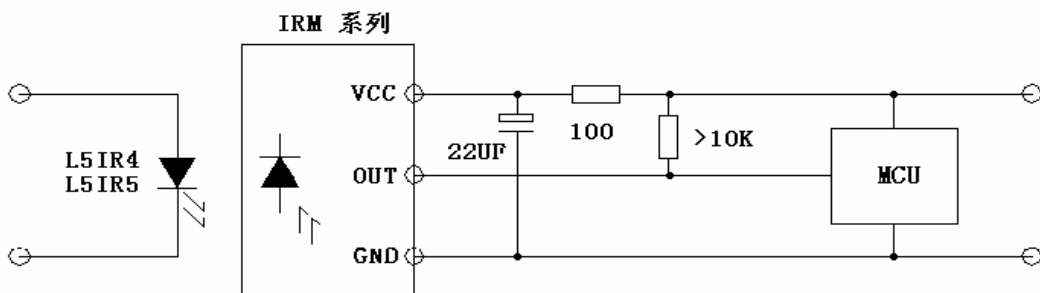 IRM 系列
VCC
100
>10K
22UF
L5IR4
L5IR5
OUT
MCU
GND